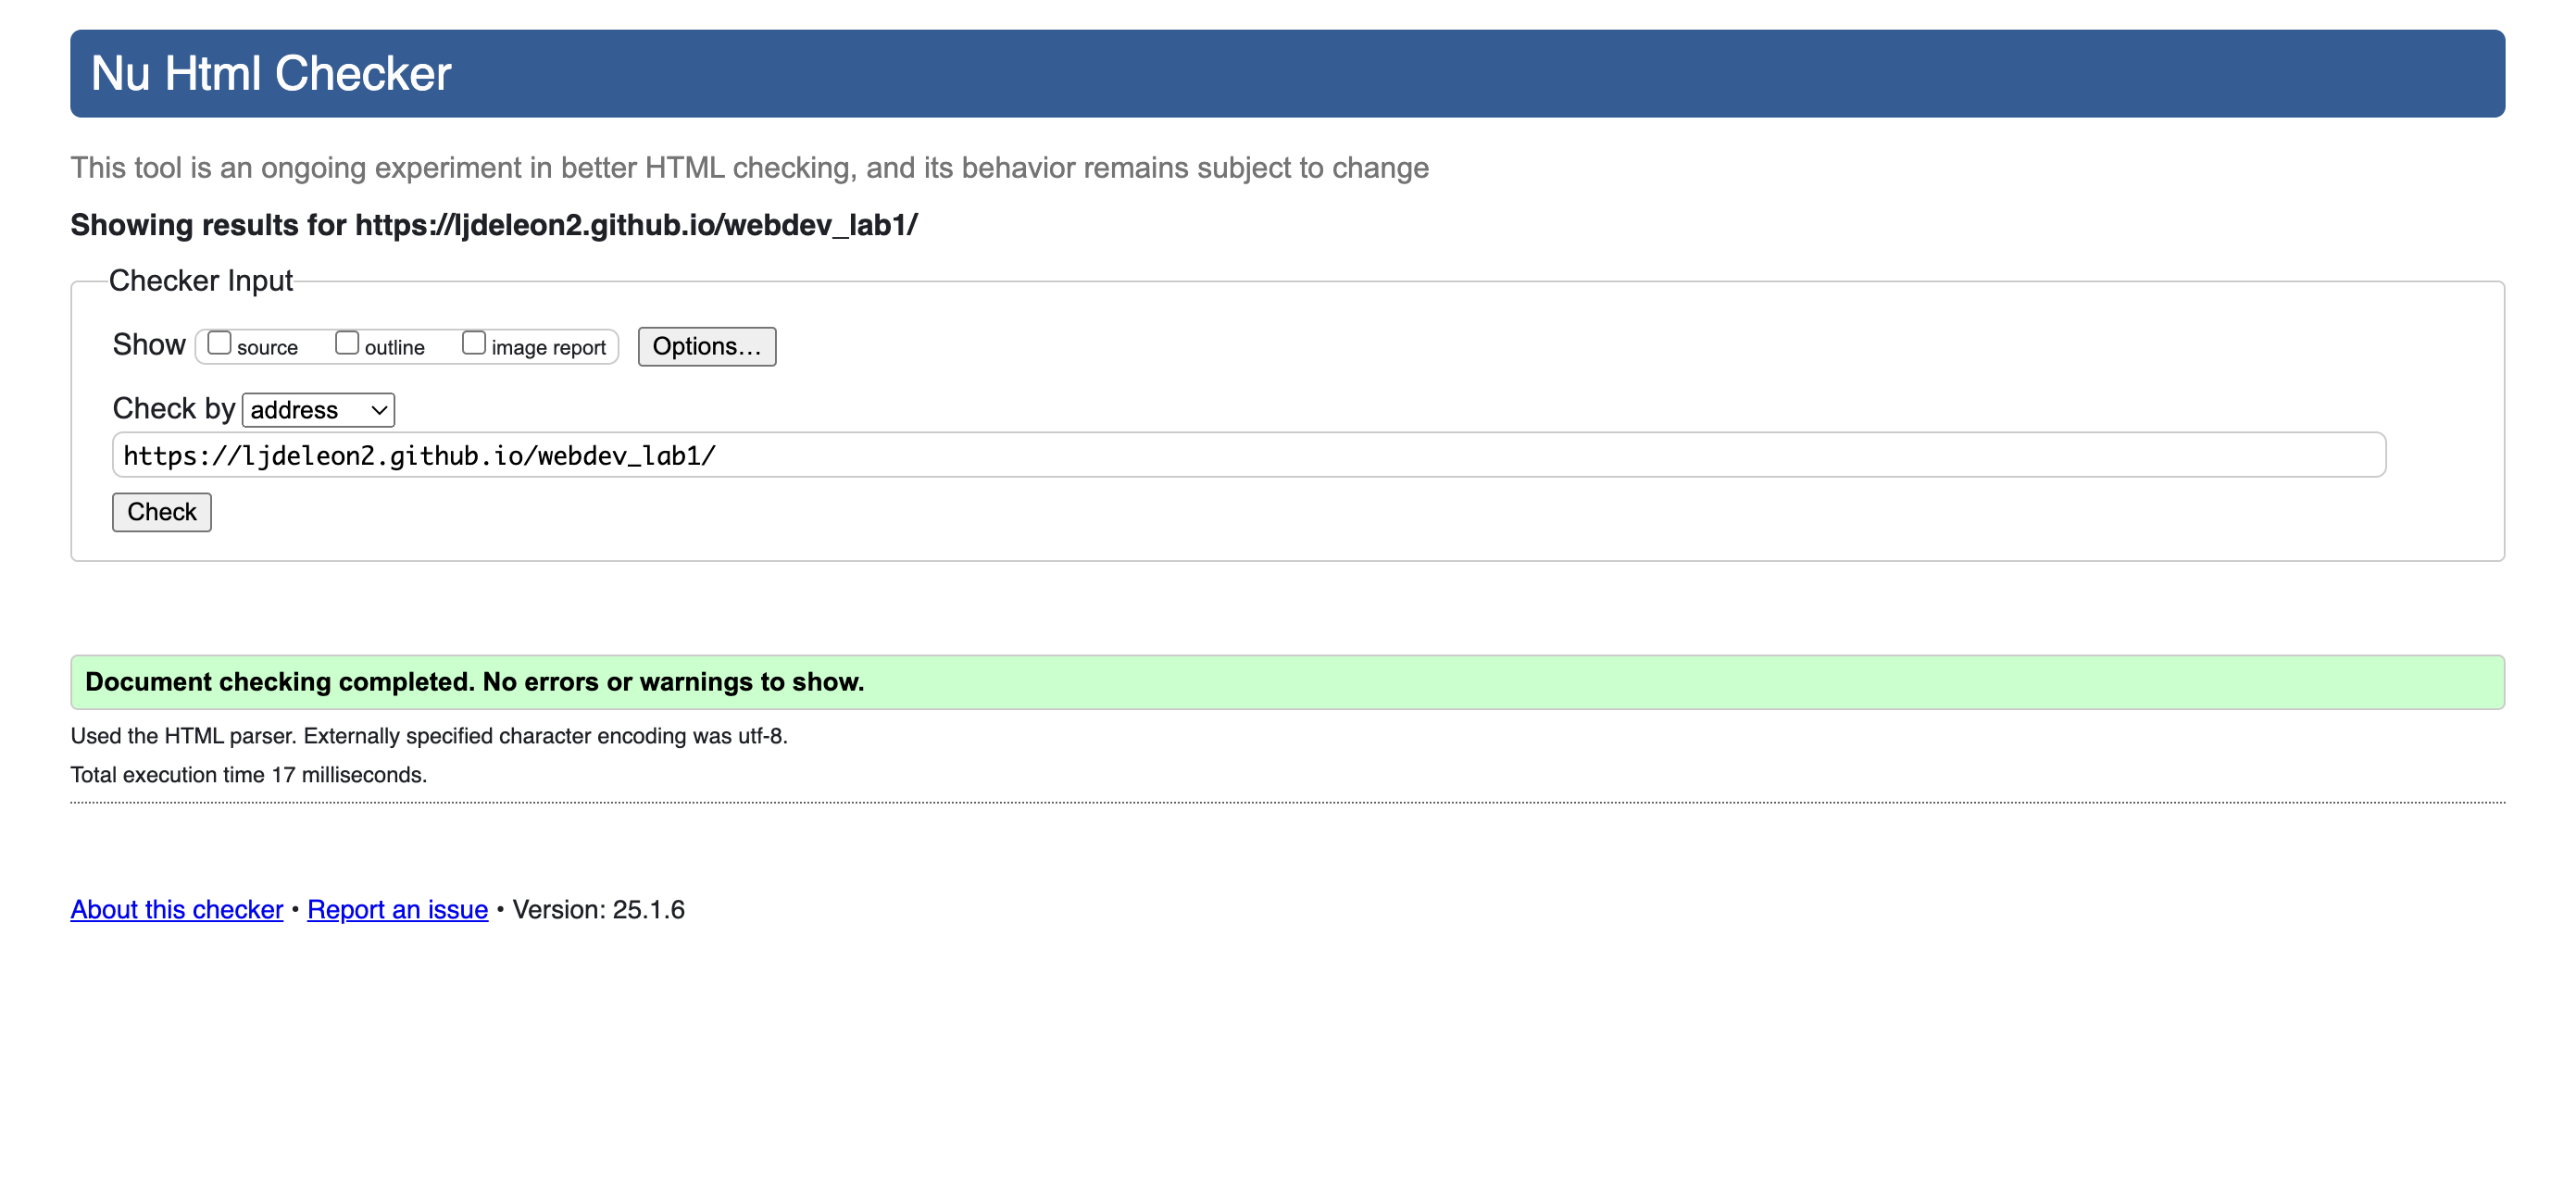 Nu Html Checker
This tool is an ongoing experiment in better HTML checking, and its behavior remains subject to change
Showing results for https://ljdeleon2.github.io/webdev_lab1/
Checker Input
Show source outline image report Options…
Check by address
https://ljdeleon2.github.io/webdev_lab1/
Check
Document checking completed. No errors or warnings to show.
Used the HTML parser. Externally specified character encoding was utf-8.
Total execution time 17 milliseconds.
About this checker • Report an issue • Version: 25.1.6